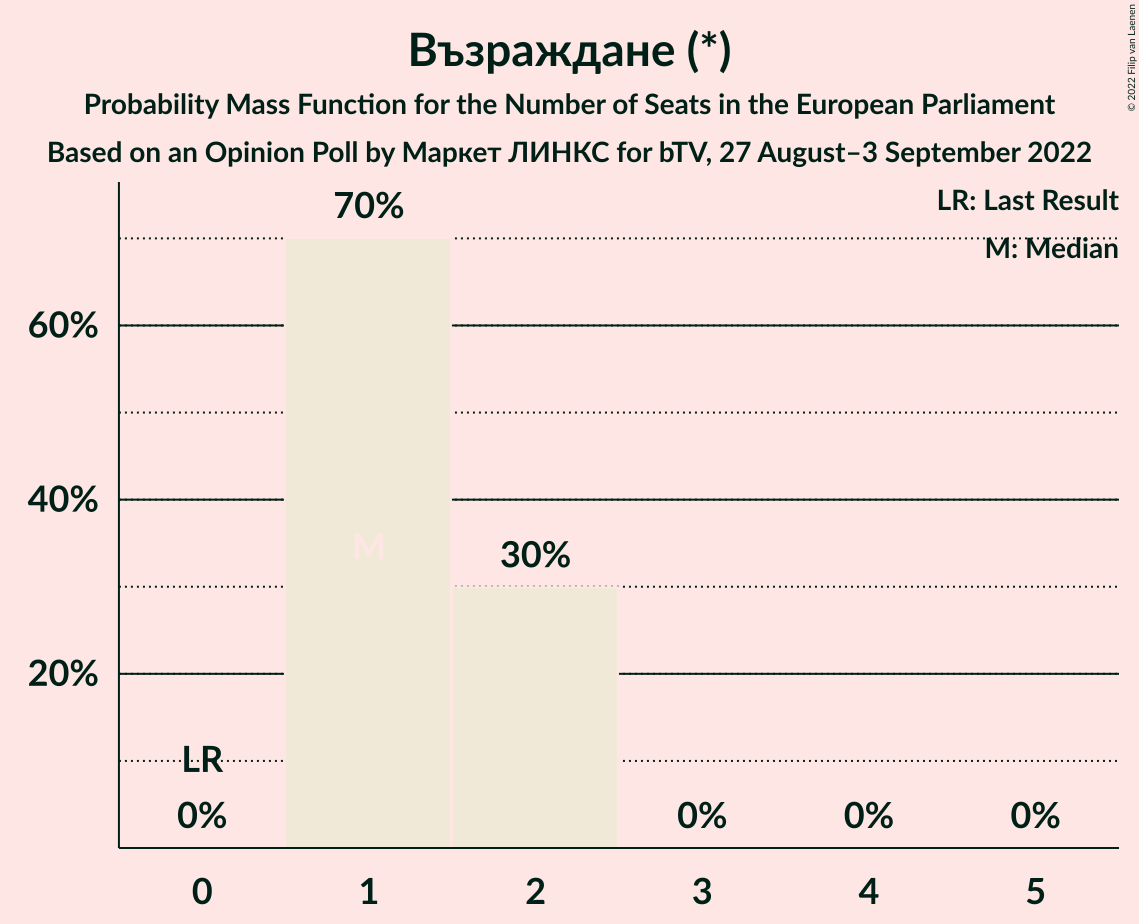 Възраждане (*)
Probability Mass Function for the Number of Seats in the European Parliament
Based on an Opinion Poll by Маркет ЛИНКС for bTV, 27 August–3 September 2022
© 2022 Filip van Laenen
LR: Last Result
M: Median
70%
60%
40%
M
30%
20%
LR
0%
0%
0%
0%
0
1
2
3
4
5